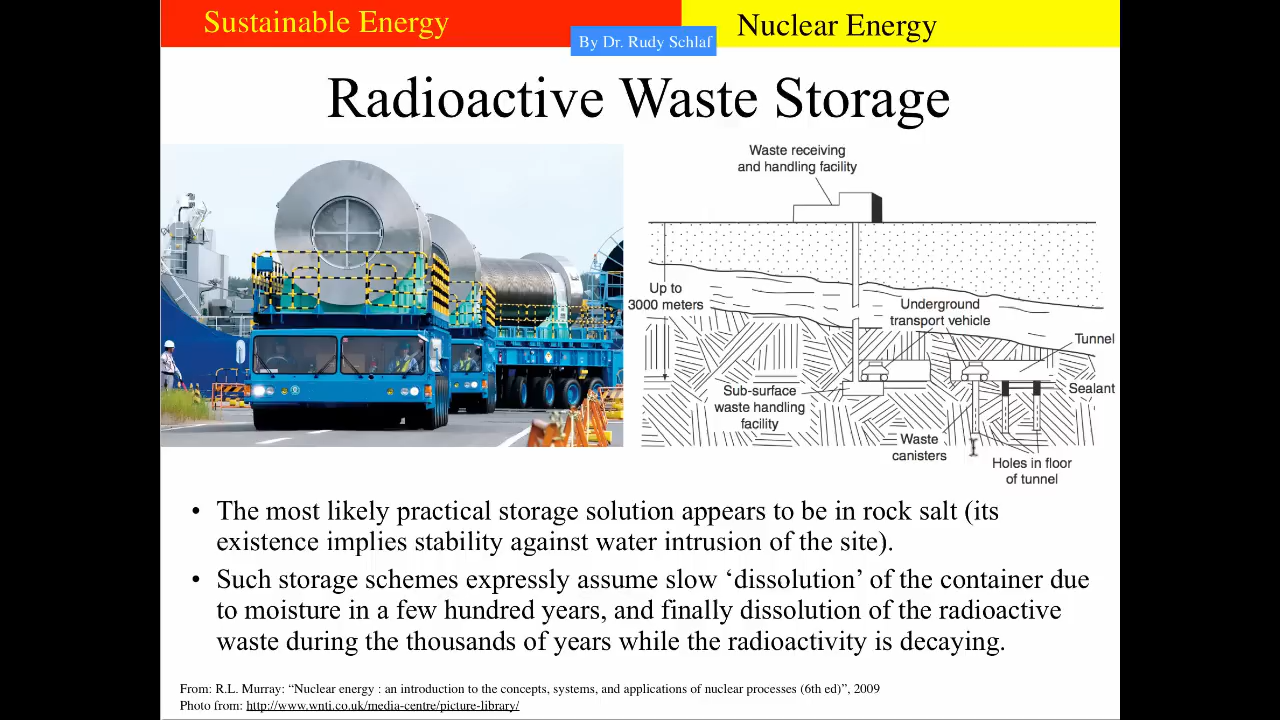 Sustainable Energy
Nuclear Energy
By Dr. Rudy Schlaf
Radioactive Waste Storage
Waste receiving
and handling facility
Up to
3000 meters
Underground
transport vehicle
Tunnel
Sub-surface
waste handling
facility
Sealant
Waste
canisters
Holes in floor
of tunnel
• The most likely practical storage solution appears to be in rock salt (its
existence implies stability against water intrusion of the site).
• Such storage schemes expressly assume slow ‘dissolution’ of the container due
to moisture in a few hundred years, and finally dissolution of the radioactive
waste during the thousands of years while the radioactivity is decaying.
From: R.L. Murray: “Nuclear energy : an introduction to the concepts, systems, and applications of nuclear processes (6th ed)”, 2009
Photo from: http://www.wnti.co.uk/media-centre/picture-library/